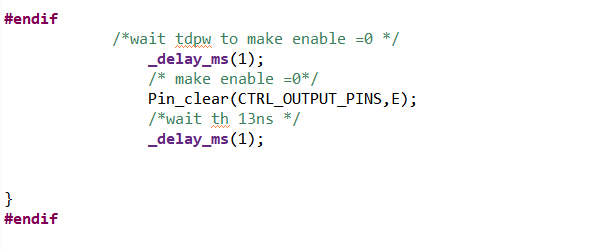 #endif
/*wait tdpw to make enable =0 */
_delay_ms(1);
/* make enable =0*/
Pin_clear(CTRL_OUTPUT_PINS,E);
/*wait th 13ns */
_delay_ms(1);
}
#endif